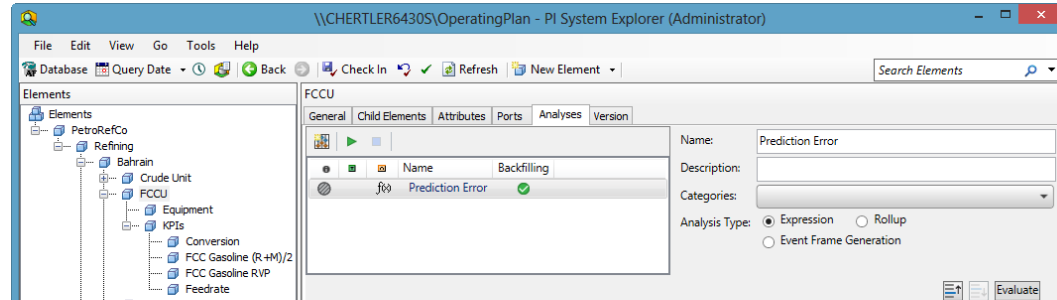 \\CHERTLER6430S\OperatingPlan - PI System Explorer (Administrator)
File Edit View Go Tools Help
Database Query Date Back Check In Refresh New Element Search Elements
Elements
Elements
PetroRefCo
Refining
Bahrain
Crude Unit
FCCU
Equipment
KPIs
Conversion
FCC Gasoline (R+M)/2
FCC Gasoline RVP
Feedrate
FCCU
General Child Elements Attributes Ports Analyses Version
Name Backfilling
f(x) Prediction Error
Name: Prediction Error
Description:
Categories:
Analysis Type: Expression Rollup
Event Frame Generation
Evaluate